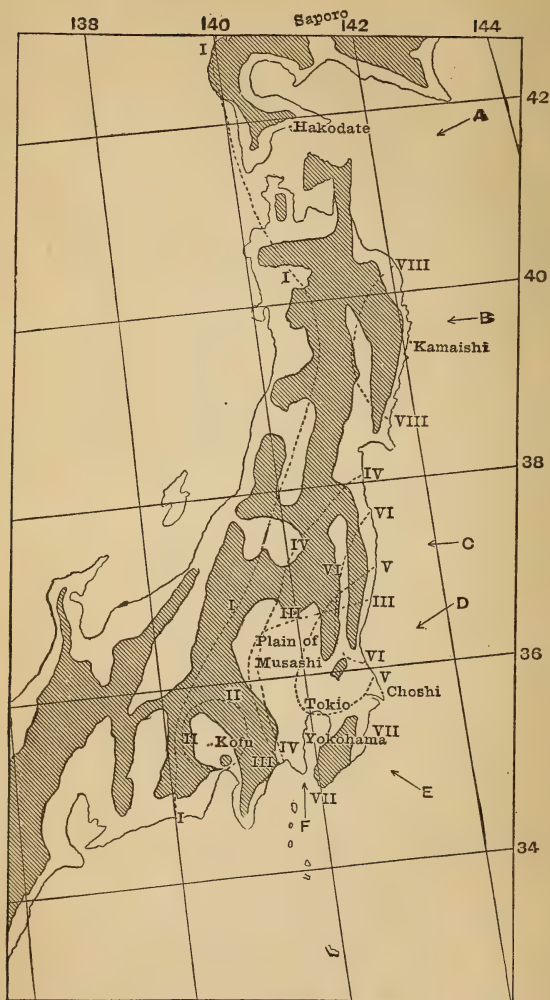 Saporo
138 140 142 144
I
42
A
Hakodate
I
VIII
40
B
Kamaishi
VIII
38
IV
VI
IV
C
VI
V
I
III
III
D
Plain of
Musashi
36
VI
V
Choshi
II
Tokio
VII
II
Kofu
Yokohama
III
IV
E
VII
I
F
34